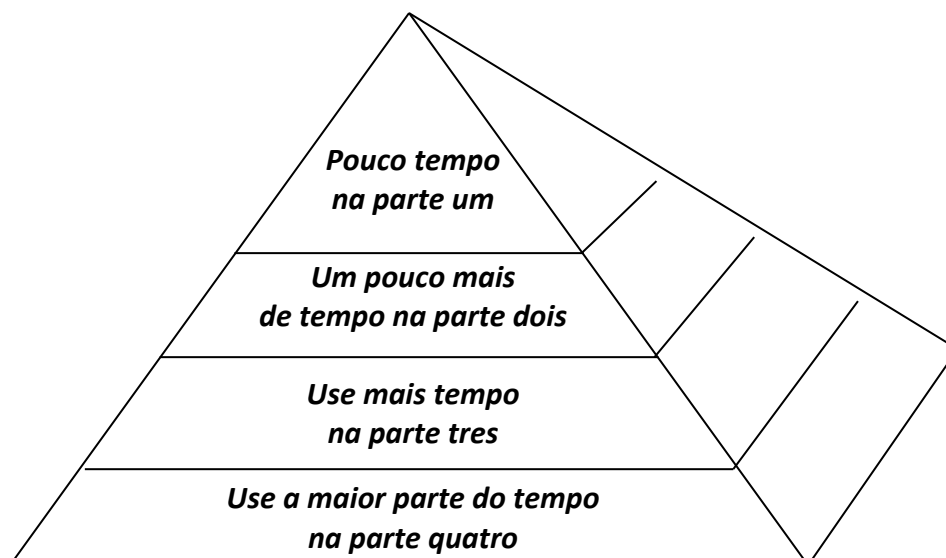 Pouco tempo
na parte um
Um pouco mais
de tempo na parte dois
Use mais tempo
na parte tres
Use a maior parte do tempo
na parte quatro